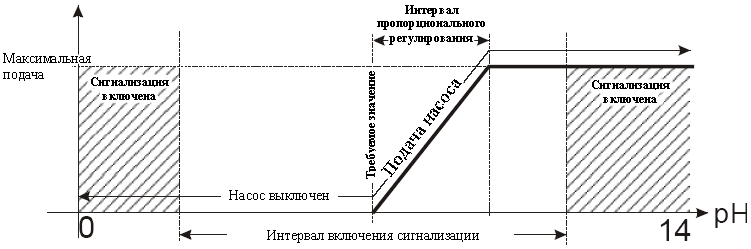 Интервал
пропорционального
регулирования
Максимальная
подача
Сигнализация
включена
Требуемое значение
Подача насоса
Сигнализация
включена
Насос выключен
0
14
pH
Интервал включения сигнализации